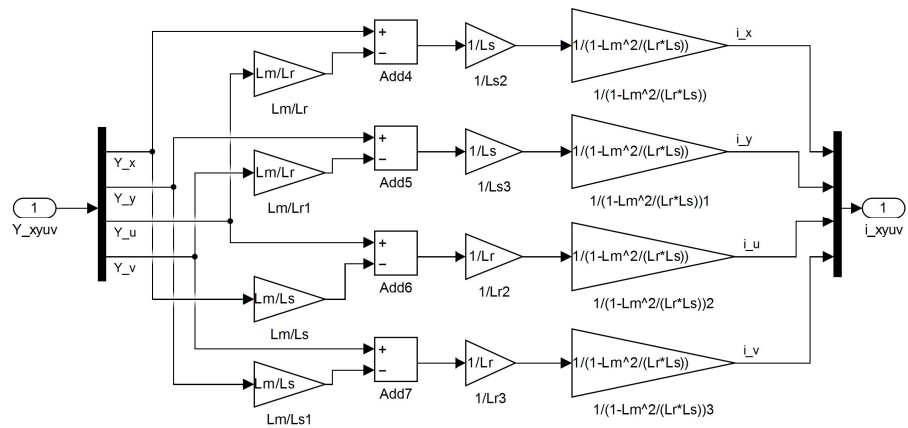 i_x
+
−
Add4
1/Ls
1/Ls2
1/(1-Lm^2/(Lr*Ls))
1/(1-Lm^2/(Lr*Ls))
Lm/Lr
Lm/Lr
i_y
+
−
Add5
1/Ls
1/Ls3
1/(1-Lm^2/(Lr*Ls))
1/(1-Lm^2/(Lr*Ls))1
Lm/Lr
Lm/Lr1
Y_x
Y_y
Y_u
Y_v
1
Y_xyuv
1
i_xyuv
i_u
+
−
Add6
1/Lr
1/Lr2
1/(1-Lm^2/(Lr*Ls))
1/(1-Lm^2/(Lr*Ls))2
Lm/Ls
Lm/Ls
i_v
+
−
Add7
1/Lr
1/Lr3
1/(1-Lm^2/(Lr*Ls))
1/(1-Lm^2/(Lr*Ls))3
Lm/Ls
Lm/Ls1